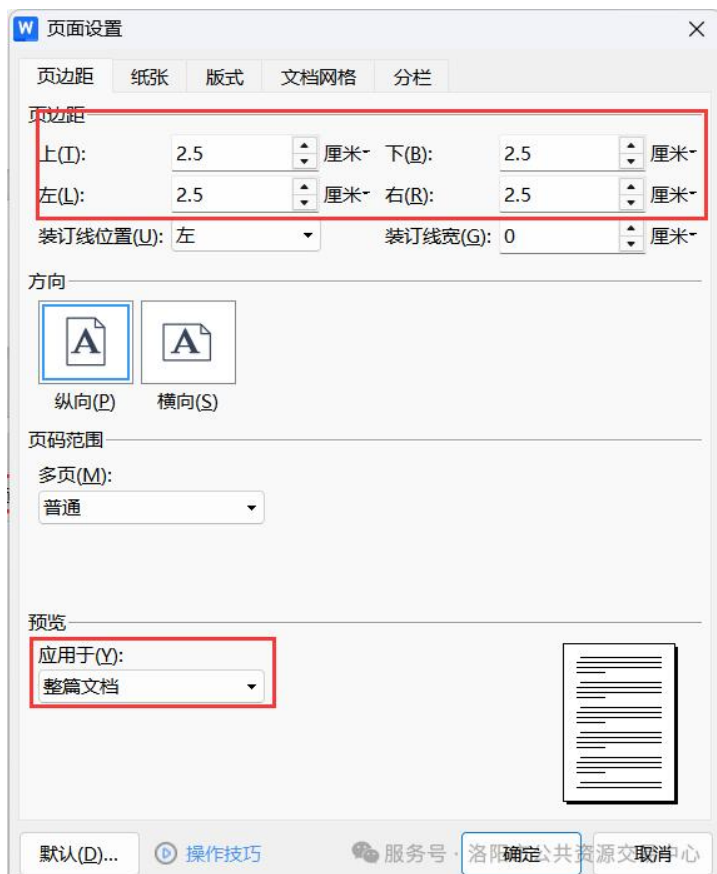 W 页面设置
页边距 纸张 版式 文档网格 分栏
页边距
上(T): 2.5 厘米 下(B): 2.5 厘米
左(L): 2.5 厘米 右(R): 2.5 厘米
装订线位置(U): 左 装订线宽(G): 0 厘米
方向
A A
纵向(P) 横向(S)
页码范围
多页(M):
普通
预览
应用于(Y):
整篇文档
默认(D)... 操作技巧 确定 取消
服务号 · 洛阳 公共资源交 中心